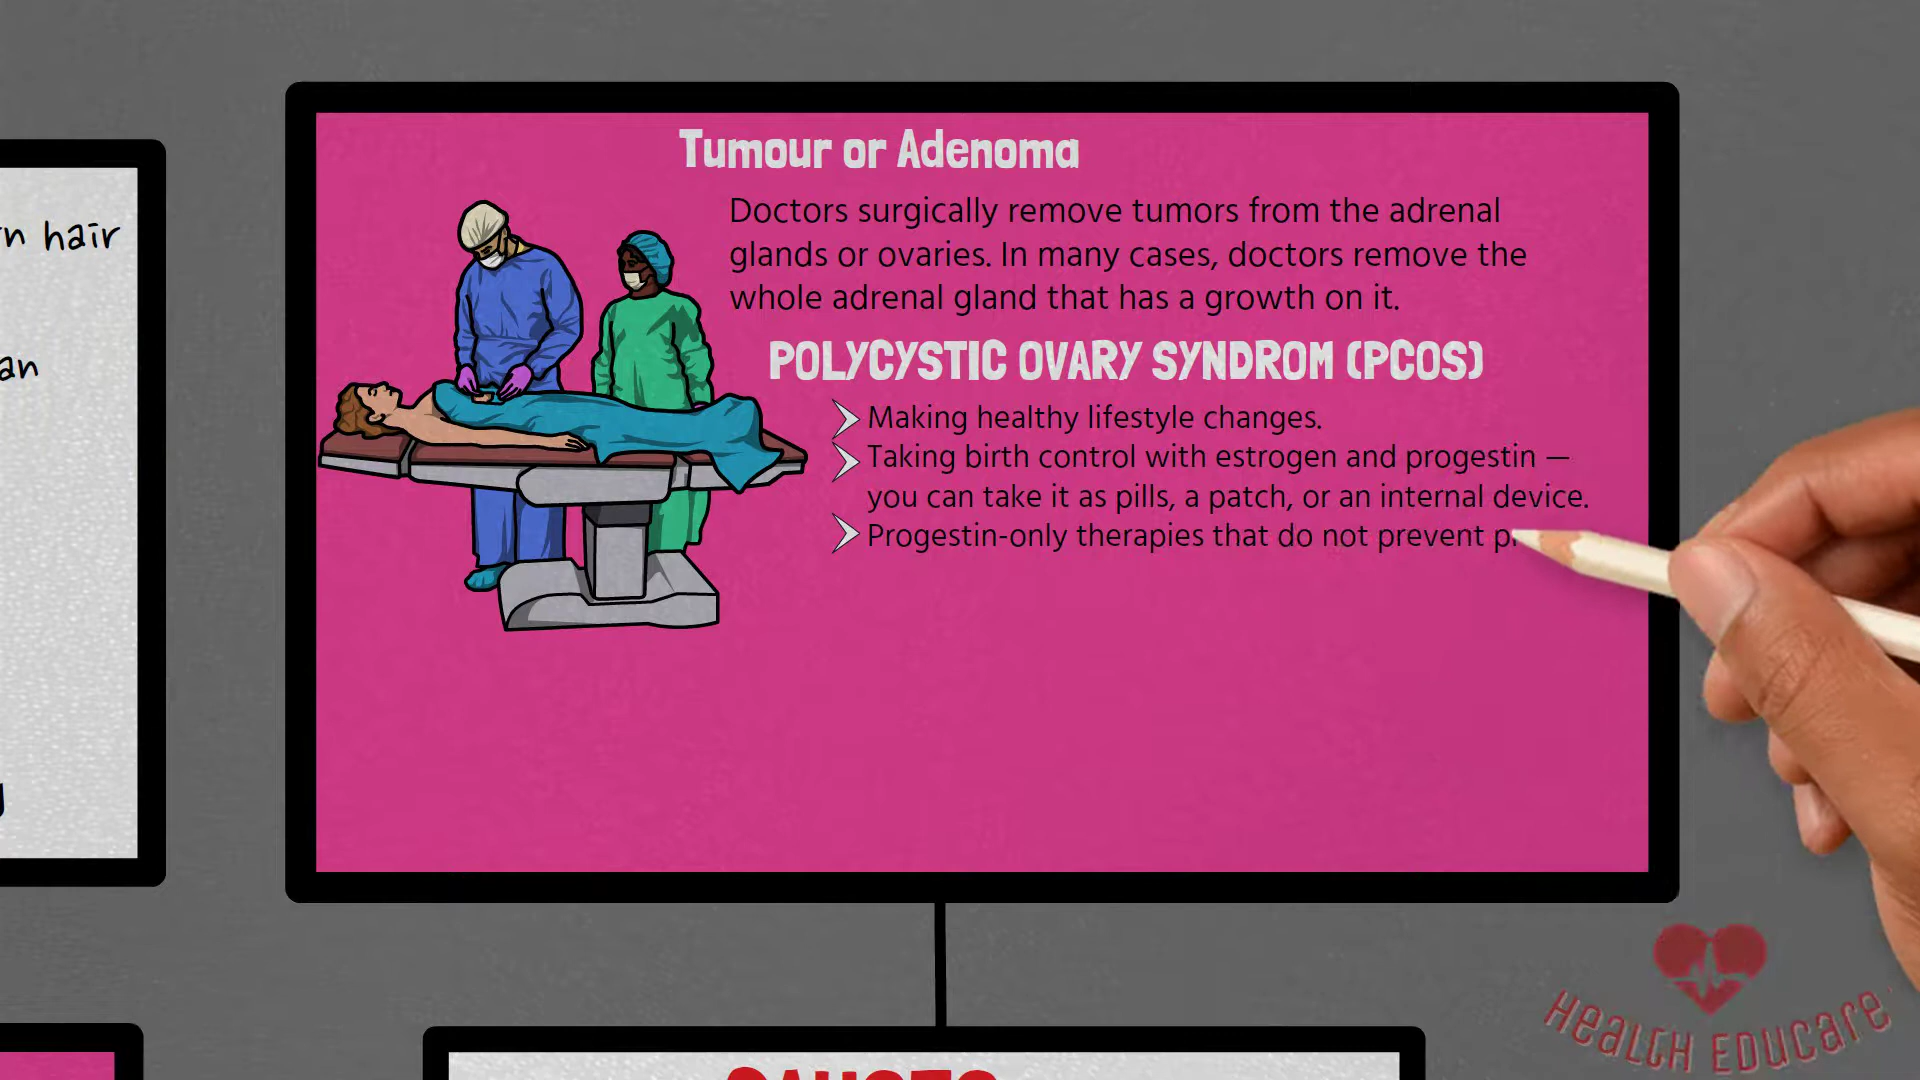 n hair
an
Tumour or Adenoma
Doctors surgically remove tumors from the adrenal
glands or ovaries. In many cases, doctors remove the
whole adrenal gland that has a growth on it.
POLYCYSTIC OVARY SYNDROM (PCOS)
Making healthy lifestyle changes.
Taking birth control with estrogen and progestin —
you can take it as pills, a patch, or an internal device.
Progestin-only therapies that do not prevent
HEALTH EDUCARE